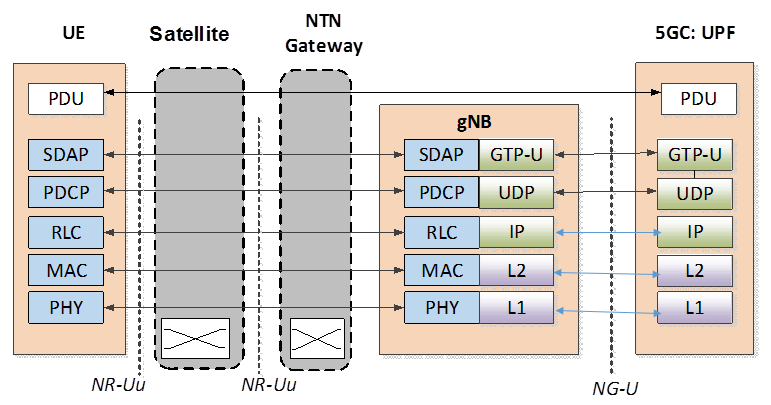 UE
Satellite
NTN
Gateway
5GC: UPF
PDU
PDU
gNB
SDAP
SDAP
GTP-U
GTP-U
PDCP
PDCP
UDP
UDP
RLC
RLC
IP
IP
MAC
MAC
L2
L2
PHY
PHY
L1
L1
NR-Uu
NR-Uu
NG-U